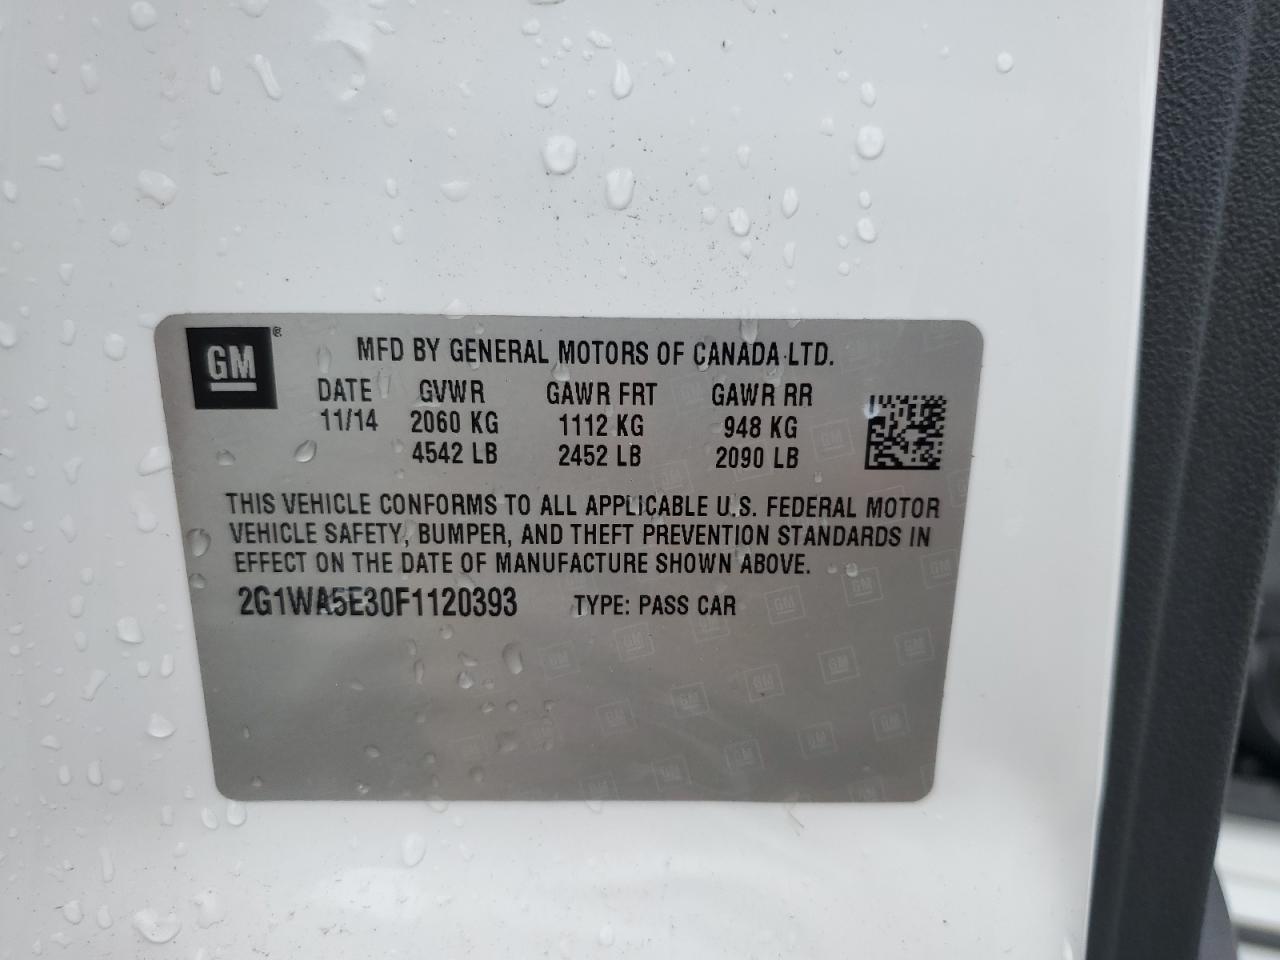 GM®
MFD BY GENERAL MOTORS OF CANADA LTD.
DATE GVWR GAWR FRT GAWR RR
11/14 2060 KG 1112 KG 948 KG
4542 LB 2452 LB 2090 LB
THIS VEHICLE CONFORMS TO ALL APPLICABLE U.S. FEDERAL MOTOR
VEHICLE SAFETY, BUMPER, AND THEFT PREVENTION STANDARDS IN
EFFECT ON THE DATE OF MANUFACTURE SHOWN ABOVE.
2G1WA5E30F1120393 TYPE: PASS CAR